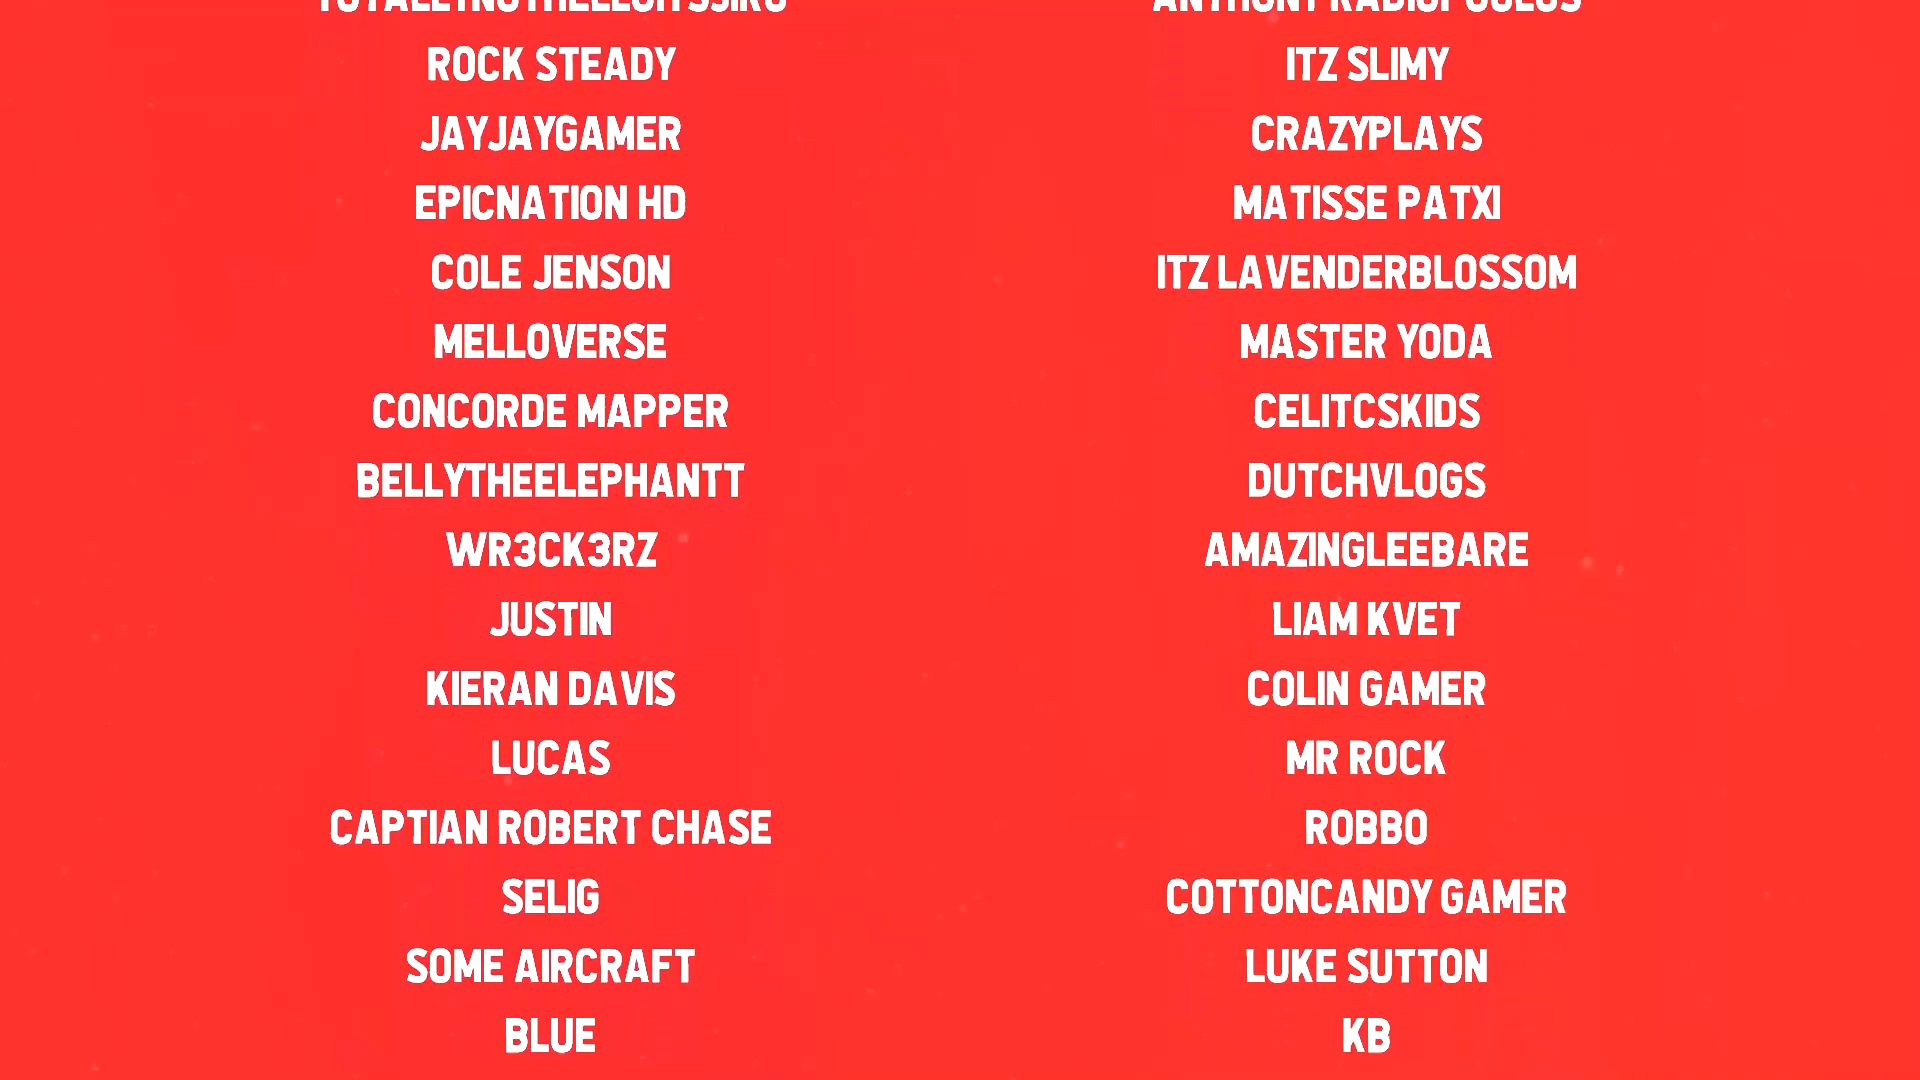 ROCK STEADY
ITZ SLIMY
JAYJAYGAMER
CRAZYPLAYS
EPICNATION HD
MATISSE PATXI
COLE JENSON
ITZ LAVENDERBLOSSOM
MELLOVERSE
MASTER YODA
CONCORDE MAPPER
CELITCSKIDS
BELLYTHEELEPHANTT
DUTCHVLOGS
WR3CK3RZ
AMAZINGLEEBARE
JUSTIN
LIAM KVET
KIERAN DAVIS
COLIN GAMER
LUCAS
MR ROCK
CAPTIAN ROBERT CHASE
ROBBO
SELIG
COTTONCANDY GAMER
SOME AIRCRAFT
LUKE SUTTON
BLUE
KB